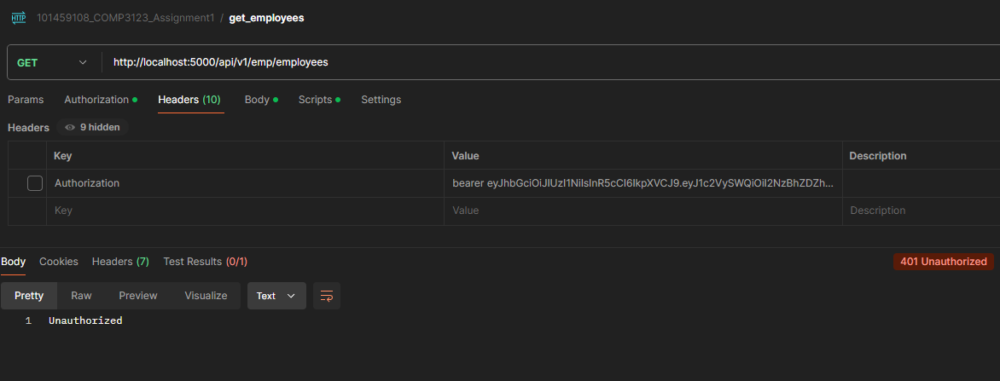 HTTP 101459108_COMP3123_Assignment1 / get_employees
GET http://localhost:5000/api/v1/emp/employees
Params Authorization Headers (10) Body Scripts Settings
Headers 9 hidden
Key Value Description
Authorization bearer eyJhbGciOiJIUzI1NiIsInR5cCI6IkpXVCJ9.eyJ1c2VySWQiOiI2NzBhZDZh...
Key Value Description
Body Cookies Headers (7) Test Results (0/1) 401 Unauthorized
Pretty Raw Preview Visualize Text
1 Unauthorized